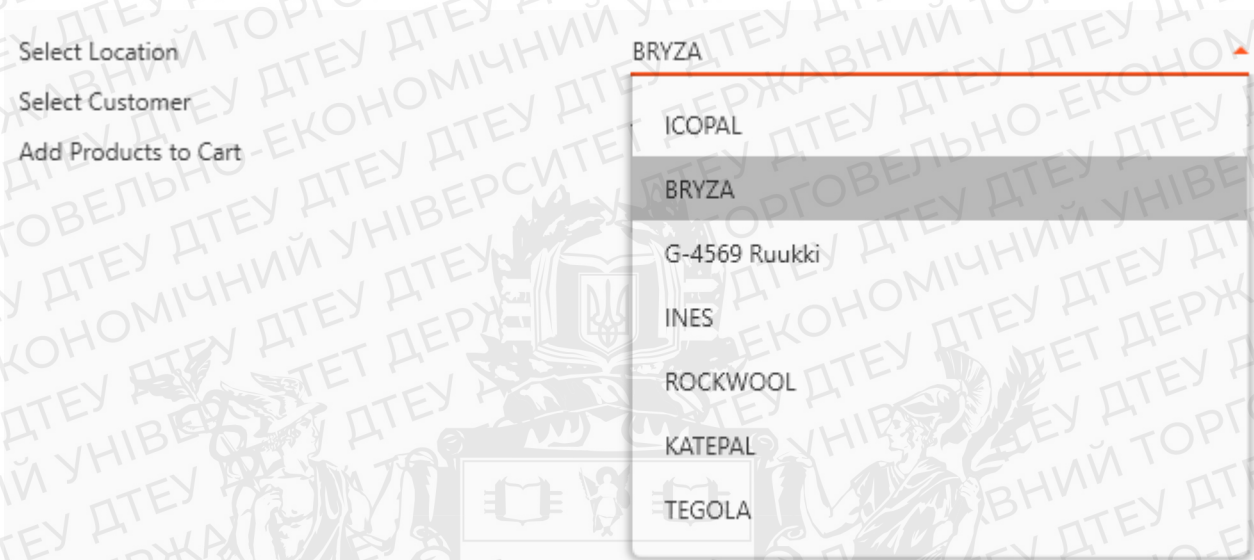 Select Location
BRYZA
Select Customer
Add Products to Cart
ICOPAL
BRYZA
G-4569 Ruukki
INES
ROCKWOOL
KATEPAL
TEGOLA